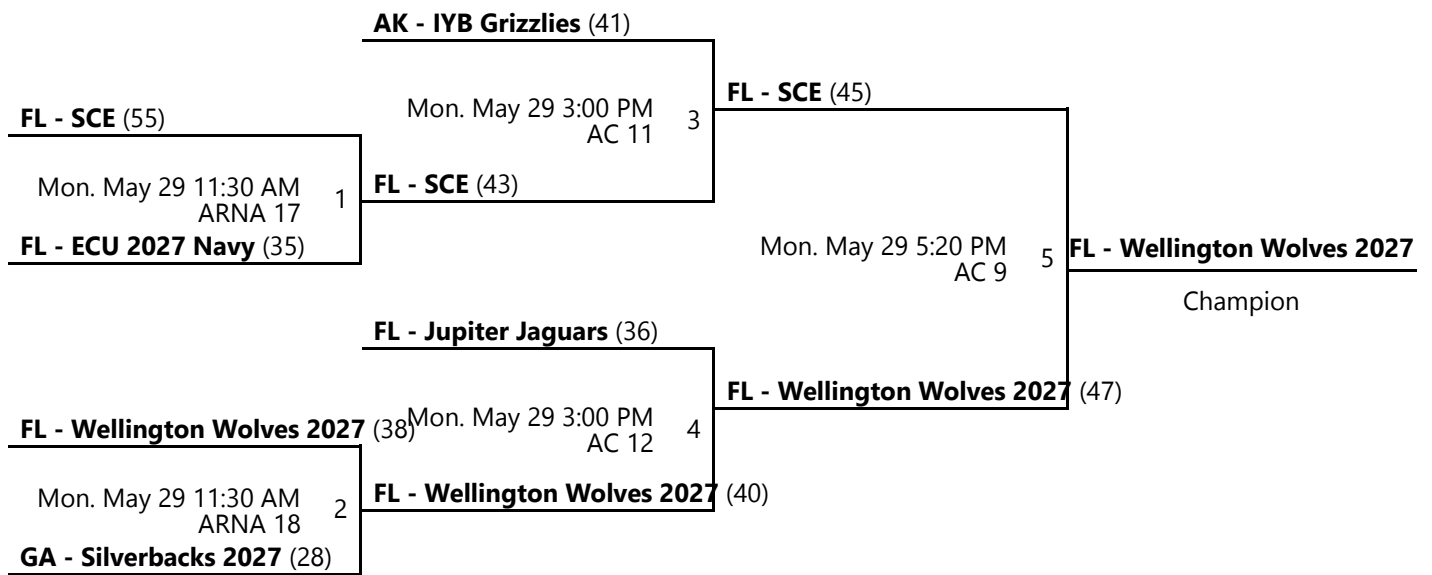 AK - IYB Grizzlies (41)
FL - SCE (55)
Mon. May 29 11:30 AM
ARNA 17
1
FL - ECU 2027 Navy (35)
Mon. May 29 3:00 PM
AC 11
3
FL - SCE (43)
FL - SCE (45)
Mon. May 29 5:20 PM
AC 9
5
FL - Wellington Wolves 2027
Champion
FL - Jupiter Jaguars (36)
FL - Wellington Wolves 2027 (38)
Mon. May 29 11:30 AM
ARNA 18
2
GA - Silverbacks 2027 (28)
Mon. May 29 3:00 PM
AC 12
4
FL - Wellington Wolves 2027 (40)
FL - Wellington Wolves 2027 (47)